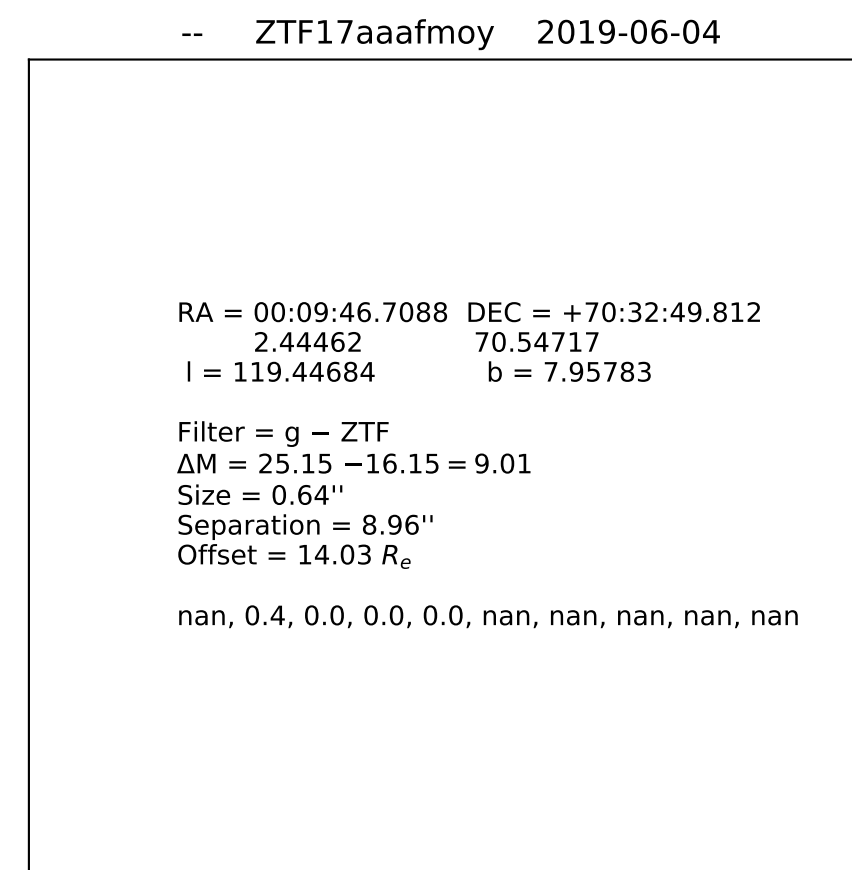 -- ZTF17aaafmoy 2019-06-04
RA = 00:09:46.7088 DEC = +70:32:49.812
2.44462 70.54717
l = 119.44684 b = 7.95783
Filter = g − ZTF
ΔM = 25.15 −16.15 = 9.01
Size = 0.64''
Separation = 8.96''
Offset = 14.03 Rₑ
nan, 0.4, 0.0, 0.0, 0.0, nan, nan, nan, nan, nan